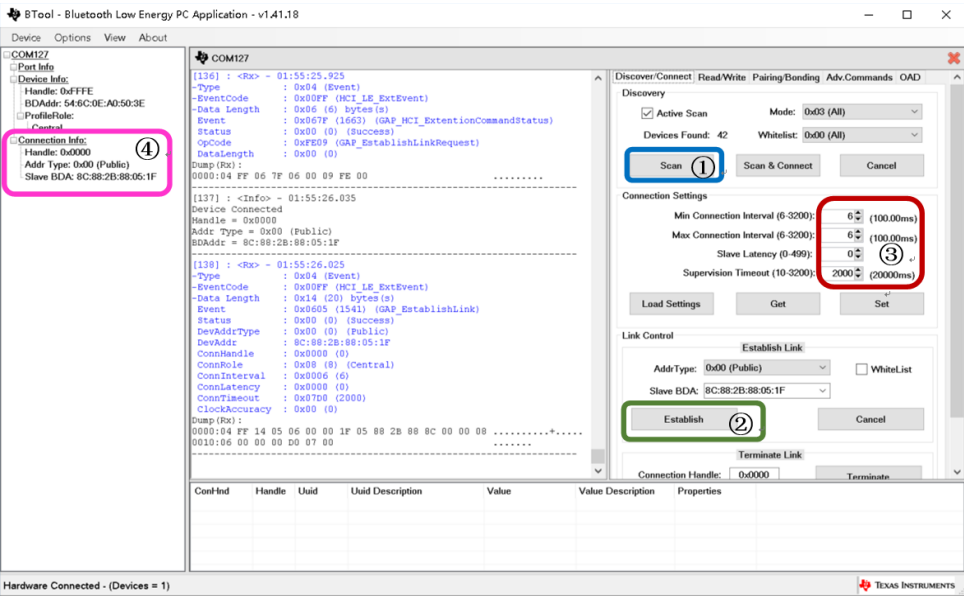 BTool - Bluetooth Low Energy PC Application - v1.41.18
Device Options View About
COM127
Port Info
Device Info:
Handle: 0xFFFE
BDAddr: 54:6C:0E:A0:50:3E
ProfileRole:
Central
Connection Info:
Handle: 0x0000
④
Addr Type: 0x00 (Public)
Slave BDA: 8C:88:2B:88:05:1F
COM127
[136] : <Rx> - 01:55:25.925
-Type : 0x04 (Event)
-EventCode : 0x00FF (HCI_LE_ExtEvent)
-Data Length : 0x06 (6) bytes(s)
Event : 0x067F (1663) (GAP_HCI_ExtentionCommandStatus)
Status : 0x00 (0) (Success)
OpCode : 0xFE09 (GAP_EstablishLinkRequest)
DataLength : 0x00 (0)
Dump(Rx):
0000:04 FF 06 7F 06 00 09 FE 00 .........
[137] : <Info> - 01:55:26.035
Device Connected
Handle = 0x0000
Addr Type = 0x00 (Public)
BDAddr = 8C:88:2B:88:05:1F
[138] : <Rx> - 01:55:26.025
-Type : 0x04 (Event)
-EventCode : 0x00FF (HCI_LE_ExtEvent)
-Data Length : 0x14 (20) bytes(s)
Event : 0x0605 (1541) (GAP_EstablishLink)
Status : 0x00 (0) (Success)
DevAddrType : 0x00 (0) (Public)
DevAddr : 8C:88:2B:88:05:1F
ConnHandle : 0x0000 (0)
ConnRole : 0x08 (8) (Central)
ConnInterval : 0x0006 (6)
ConnLatency : 0x0000 (0)
ConnTimeout : 0x07D0 (2000)
ClockAccuracy : 0x00 (0)
Dump(Rx):
0000:04 FF 14 05 06 00 00 1F 05 88 2B 88 8C 00 00 08 ..........+.....
0010:06 00 00 00 D0 07 00 .......
Discover/Connect Read/Write Pairing/Bonding Adv.Commands OAD
Discovery
Active Scan Mode: 0x03 (All)
Devices Found: 42 Whitelist: 0x00 (All)
Scan ① Scan & Connect Cancel
Connection Settings
Min Connection Interval (6-3200): 6 (100.00ms)
Max Connection Interval (6-3200): 6 (100.00ms)
Slave Latency (0-499): 0 ③
Supervision Timeout (10-3200): 2000 (20000ms)
Load Settings Get Set
Link Control
Establish Link
AddrType: 0x00 (Public) WhiteList
Slave BDA: 8C:88:2B:88:05:1F
Establish ② Cancel
Terminate Link
Connection Handle: 0x0000 Terminate
ConHnd Handle Uuid Uuid Description Value Value Description Properties
Hardware Connected - (Devices = 1)
TEXAS INSTRUMENTS